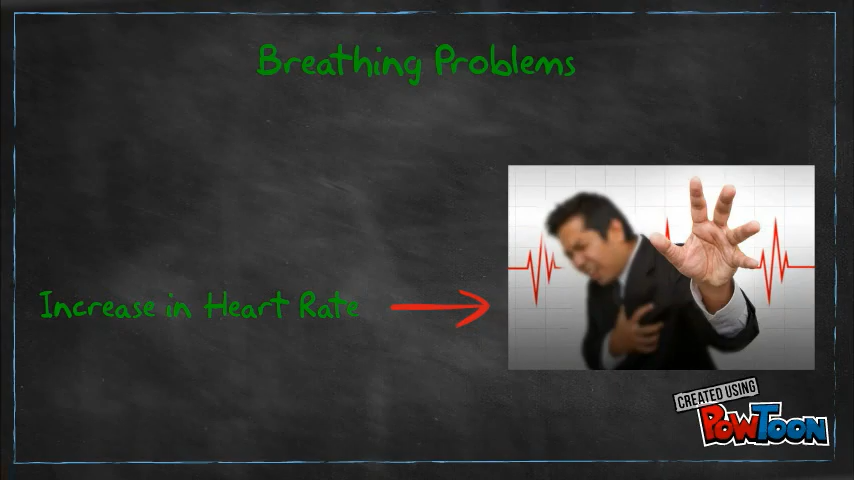 Breathing Problems
Increase in Heart Rate
CREATED USING
POWTOON